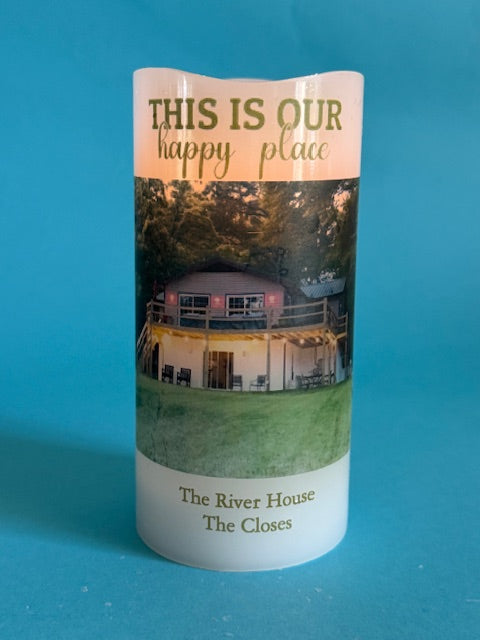 THIS IS OUR
happy place
The River House
The Closes